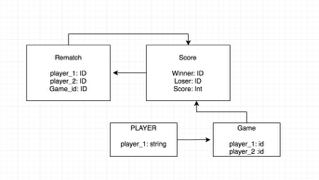 Rematch
player_1: ID
player_2: ID
Game_id: ID
Score
Winner: ID
Loser: ID
Score: Int
PLAYER
player_1: string
Game
player_1: id
player_2 :id